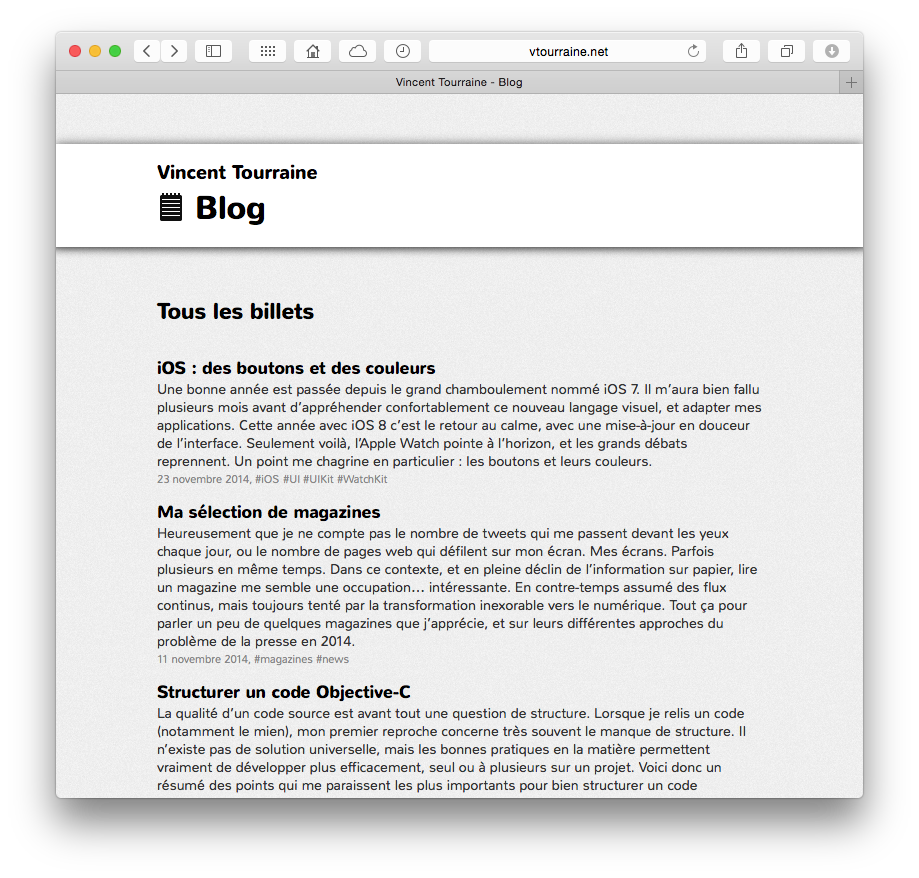 vtourraine.net
Vincent Tourraine - Blog
Vincent Tourraine
Blog
Tous les billets
iOS : des boutons et des couleurs
Une bonne année est passée depuis le grand chamboulement nommé iOS 7. Il m’aura bien fallu
plusieurs mois avant d’appréhender confortablement ce nouveau langage visuel, et adapter mes
applications. Cette année avec iOS 8 c’est le retour au calme, avec une mise-à-jour en douceur
de l’interface. Seulement voilà, l’Apple Watch pointe à l’horizon, et les grands débats
reprennent. Un point me chagrine en particulier : les boutons et leurs couleurs.
23 novembre 2014, #iOS #UI #UIKit #WatchKit
Ma sélection de magazines
Heureusement que je ne compte pas le nombre de tweets qui me passent devant les yeux
chaque jour, ou le nombre de pages web qui défilent sur mon écran. Mes écrans. Parfois
plusieurs en même temps. Dans ce contexte, et en pleine déclin de l’information sur papier, lire
un magazine me semble une occupation… intéressante. En contre-temps assumé des flux
continus, mais toujours tenté par la transformation inexorable vers le numérique. Tout ça pour
parler un peu de quelques magazines que j’apprécie, et sur leurs différentes approches du
problème de la presse en 2014.
11 novembre 2014, #magazines #news
Structurer un code Objective-C
La qualité d’un code source est avant tout une question de structure. Lorsque je relis un code
(notamment le mien), mon premier reproche concerne très souvent le manque de structure. Il
n’existe pas de solution universelle, mais les bonnes pratiques en la matière permettent
vraiment de développer plus efficacement, seul ou à plusieurs sur un projet. Voici donc un
résumé des points qui me paraissent les plus importants pour bien structurer un code